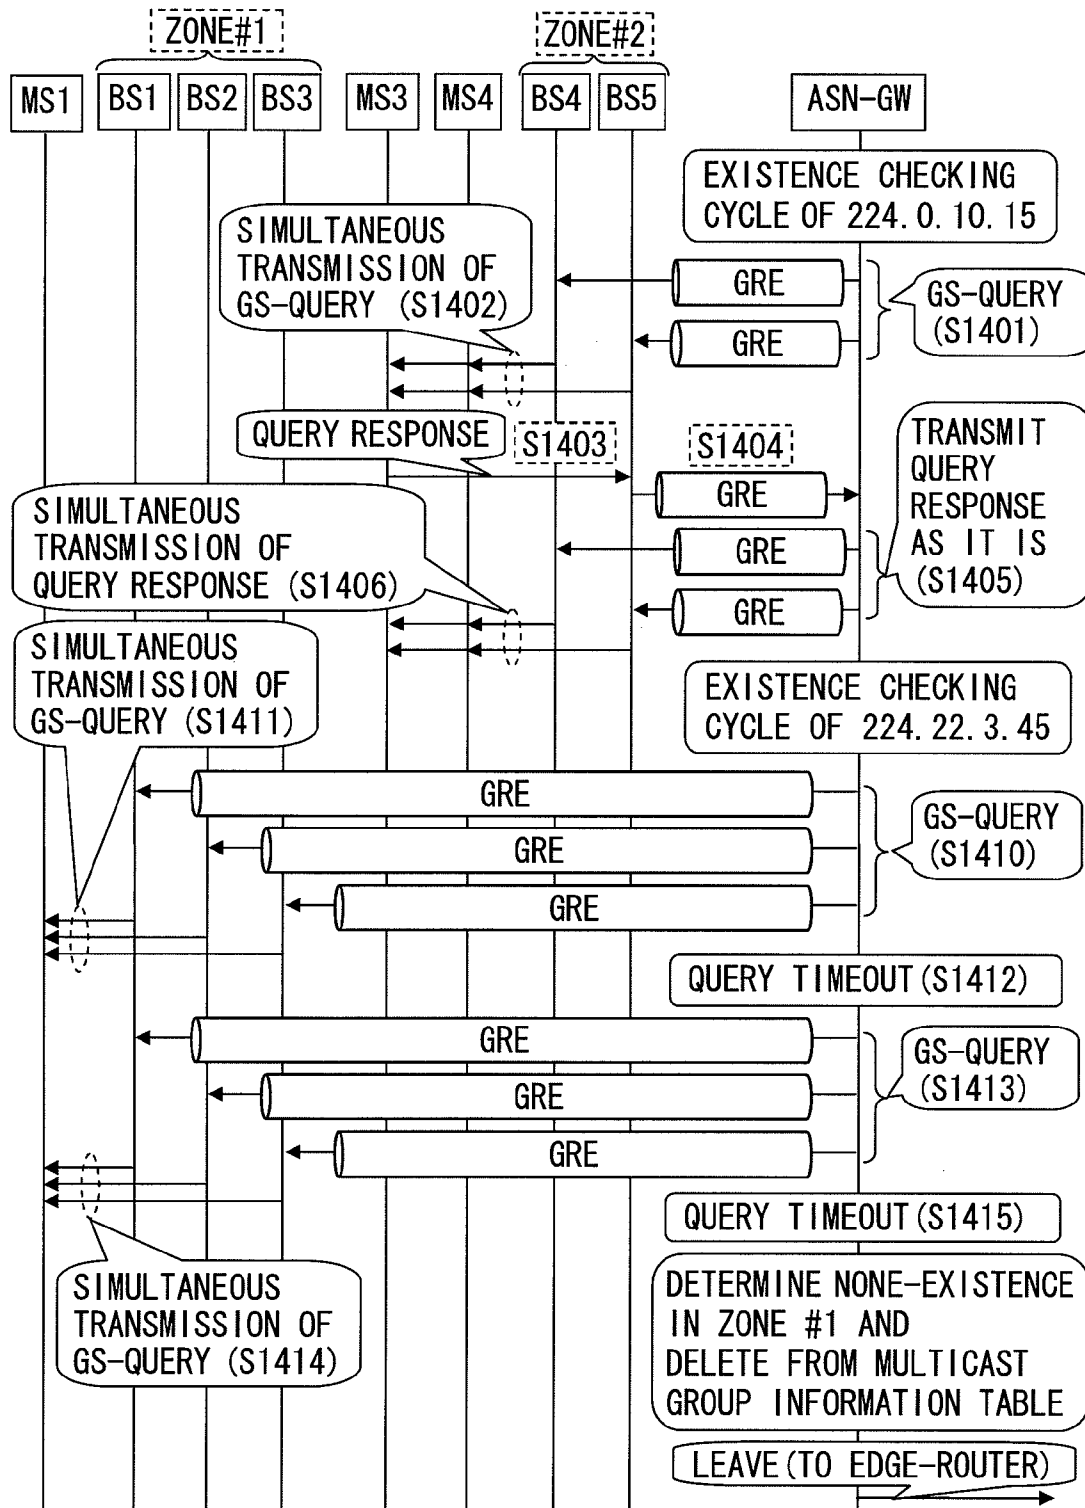 ZONE#1
ZONE#2
MS1
BS1
BS2
BS3
MS3
MS4
BS4
BS5
ASN-GW
EXISTENCE CHECKING
CYCLE OF 224.0.10.15
SIMULTANEOUS
TRANSMISSION OF
GS-QUERY (S1402)
GRE
GRE
GS-QUERY
(S1401)
QUERY RESPONSE
S1403
S1404
GRE
TRANSMIT
QUERY
RESPONSE
AS IT IS
(S1405)
SIMULTANEOUS
TRANSMISSION OF
QUERY RESPONSE (S1406)
GRE
GRE
SIMULTANEOUS
TRANSMISSION OF
GS-QUERY (S1411)
EXISTENCE CHECKING
CYCLE OF 224.22.3.45
GRE
GRE
GRE
GS-QUERY
(S1410)
QUERY TIMEOUT(S1412)
GRE
GRE
GRE
GS-QUERY
(S1413)
QUERY TIMEOUT(S1415)
SIMULTANEOUS
TRANSMISSION OF
GS-QUERY (S1414)
DETERMINE NONE-EXISTENCE
IN ZONE #1 AND
DELETE FROM MULTICAST
GROUP INFORMATION TABLE
LEAVE(TO EDGE-ROUTER)